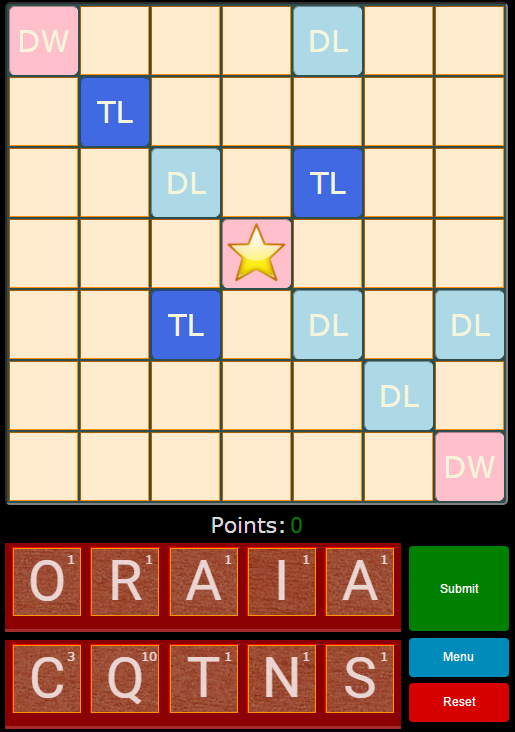 DW DL
TL
DL TL
TL DL DL
DL
DW
Points: 0
O 1 R 1 A 1 I 1 A 1
Submit
C 3 Q 10 T 1 N 1 S 1
Menu
Reset